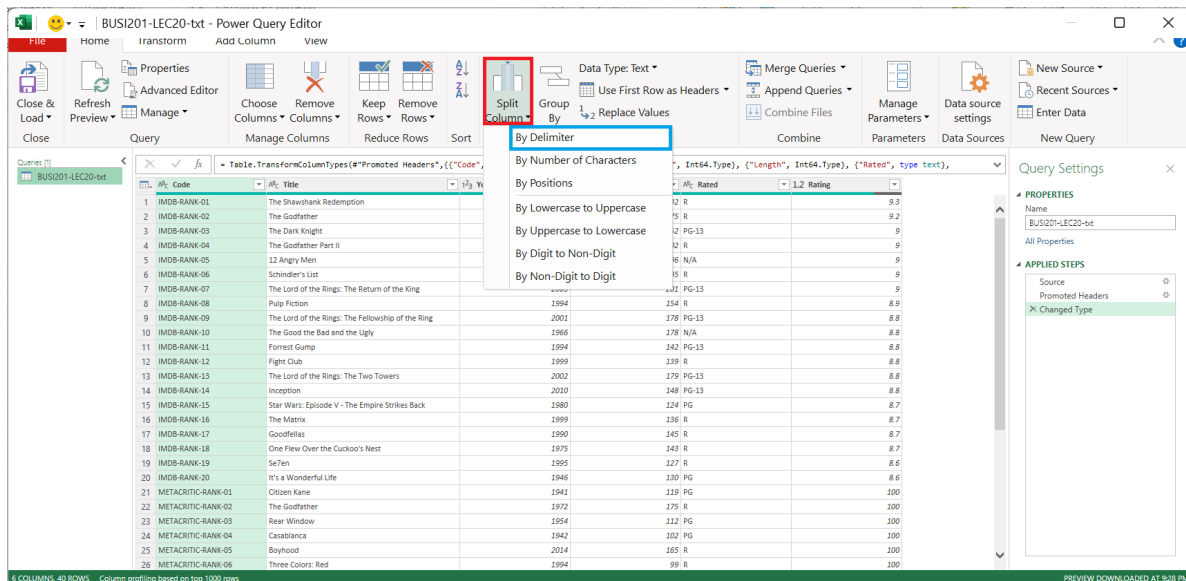 BUSI201-LEC20-txt - Power Query Editor
File Home Transform Add Column View
Close & Load
Refresh Preview
Properties
Advanced Editor
Manage
Choose Columns
Remove Columns
Keep Rows
Remove Rows
Split Column
Group By
Data Type: Text
Use First Row as Headers
Replace Values
Merge Queries
Append Queries
Combine Files
Manage Parameters
Data source settings
New Source
Recent Sources
Enter Data
Close Query Manage Columns Reduce Rows Sort Combine Parameters Data Sources New Query
By Delimiter
By Number of Characters
By Positions
By Lowercase to Uppercase
By Uppercase to Lowercase
By Digit to Non-Digit
By Non-Digit to Digit
Queries [1]
BUSI201-LEC20-txt
fx = Table.TransformColumnTypes(#"Promoted Headers",{{"Code", ", Int64.Type}, {"Length", Int64.Type}, {"Rated", type text},
Code Title Rated 1.2 Rating
1 IMDB-RANK-01 The Shawshank Redemption R 9.3
2 IMDB-RANK-02 The Godfather R 9.2
3 IMDB-RANK-03 The Dark Knight PG-13 9
4 IMDB-RANK-04 The Godfather Part II R 9
5 IMDB-RANK-05 12 Angry Men N/A 9
6 IMDB-RANK-06 Schindler's List R 9
7 IMDB-RANK-07 The Lord of the Rings: The Return of the King PG-13 9
8 IMDB-RANK-08 Pulp Fiction 1994 154 R 8.9
9 IMDB-RANK-09 The Lord of the Rings: The Fellowship of the Ring 2001 178 PG-13 8.8
10 IMDB-RANK-10 The Good the Bad and the Ugly 1966 178 N/A 8.8
11 IMDB-RANK-11 Forrest Gump 1994 142 PG-13 8.8
12 IMDB-RANK-12 Fight Club 1999 139 R 8.8
13 IMDB-RANK-13 The Lord of the Rings: The Two Towers 2002 179 PG-13 8.8
14 IMDB-RANK-14 Inception 2010 148 PG-13 8.8
15 IMDB-RANK-15 Star Wars: Episode V - The Empire Strikes Back 1980 124 PG 8.7
16 IMDB-RANK-16 The Matrix 1999 136 R 8.7
17 IMDB-RANK-17 Goodfellas 1990 145 R 8.7
18 IMDB-RANK-18 One Flew Over the Cuckoo's Nest 1975 143 R 8.7
19 IMDB-RANK-19 Se7en 1995 127 R 8.6
20 IMDB-RANK-20 It's a Wonderful Life 1946 130 PG 8.6
21 METACRITIC-RANK-01 Citizen Kane 1941 119 PG 100
22 METACRITIC-RANK-02 The Godfather 1972 175 R 100
23 METACRITIC-RANK-03 Rear Window 1954 112 PG 100
24 METACRITIC-RANK-04 Casablanca 1942 102 PG 100
25 METACRITIC-RANK-05 Boyhood 2014 165 R 100
26 METACRITIC-RANK-06 Three Colors: Red 1994 99 R 100
Query Settings
PROPERTIES
Name
BUSI201-LEC20-txt
All Properties
APPLIED STEPS
Source
Promoted Headers
Changed Type
6 COLUMNS, 40 ROWS Column profiling based on top 1000 rows PREVIEW DOWNLOADED AT 9:28 PM